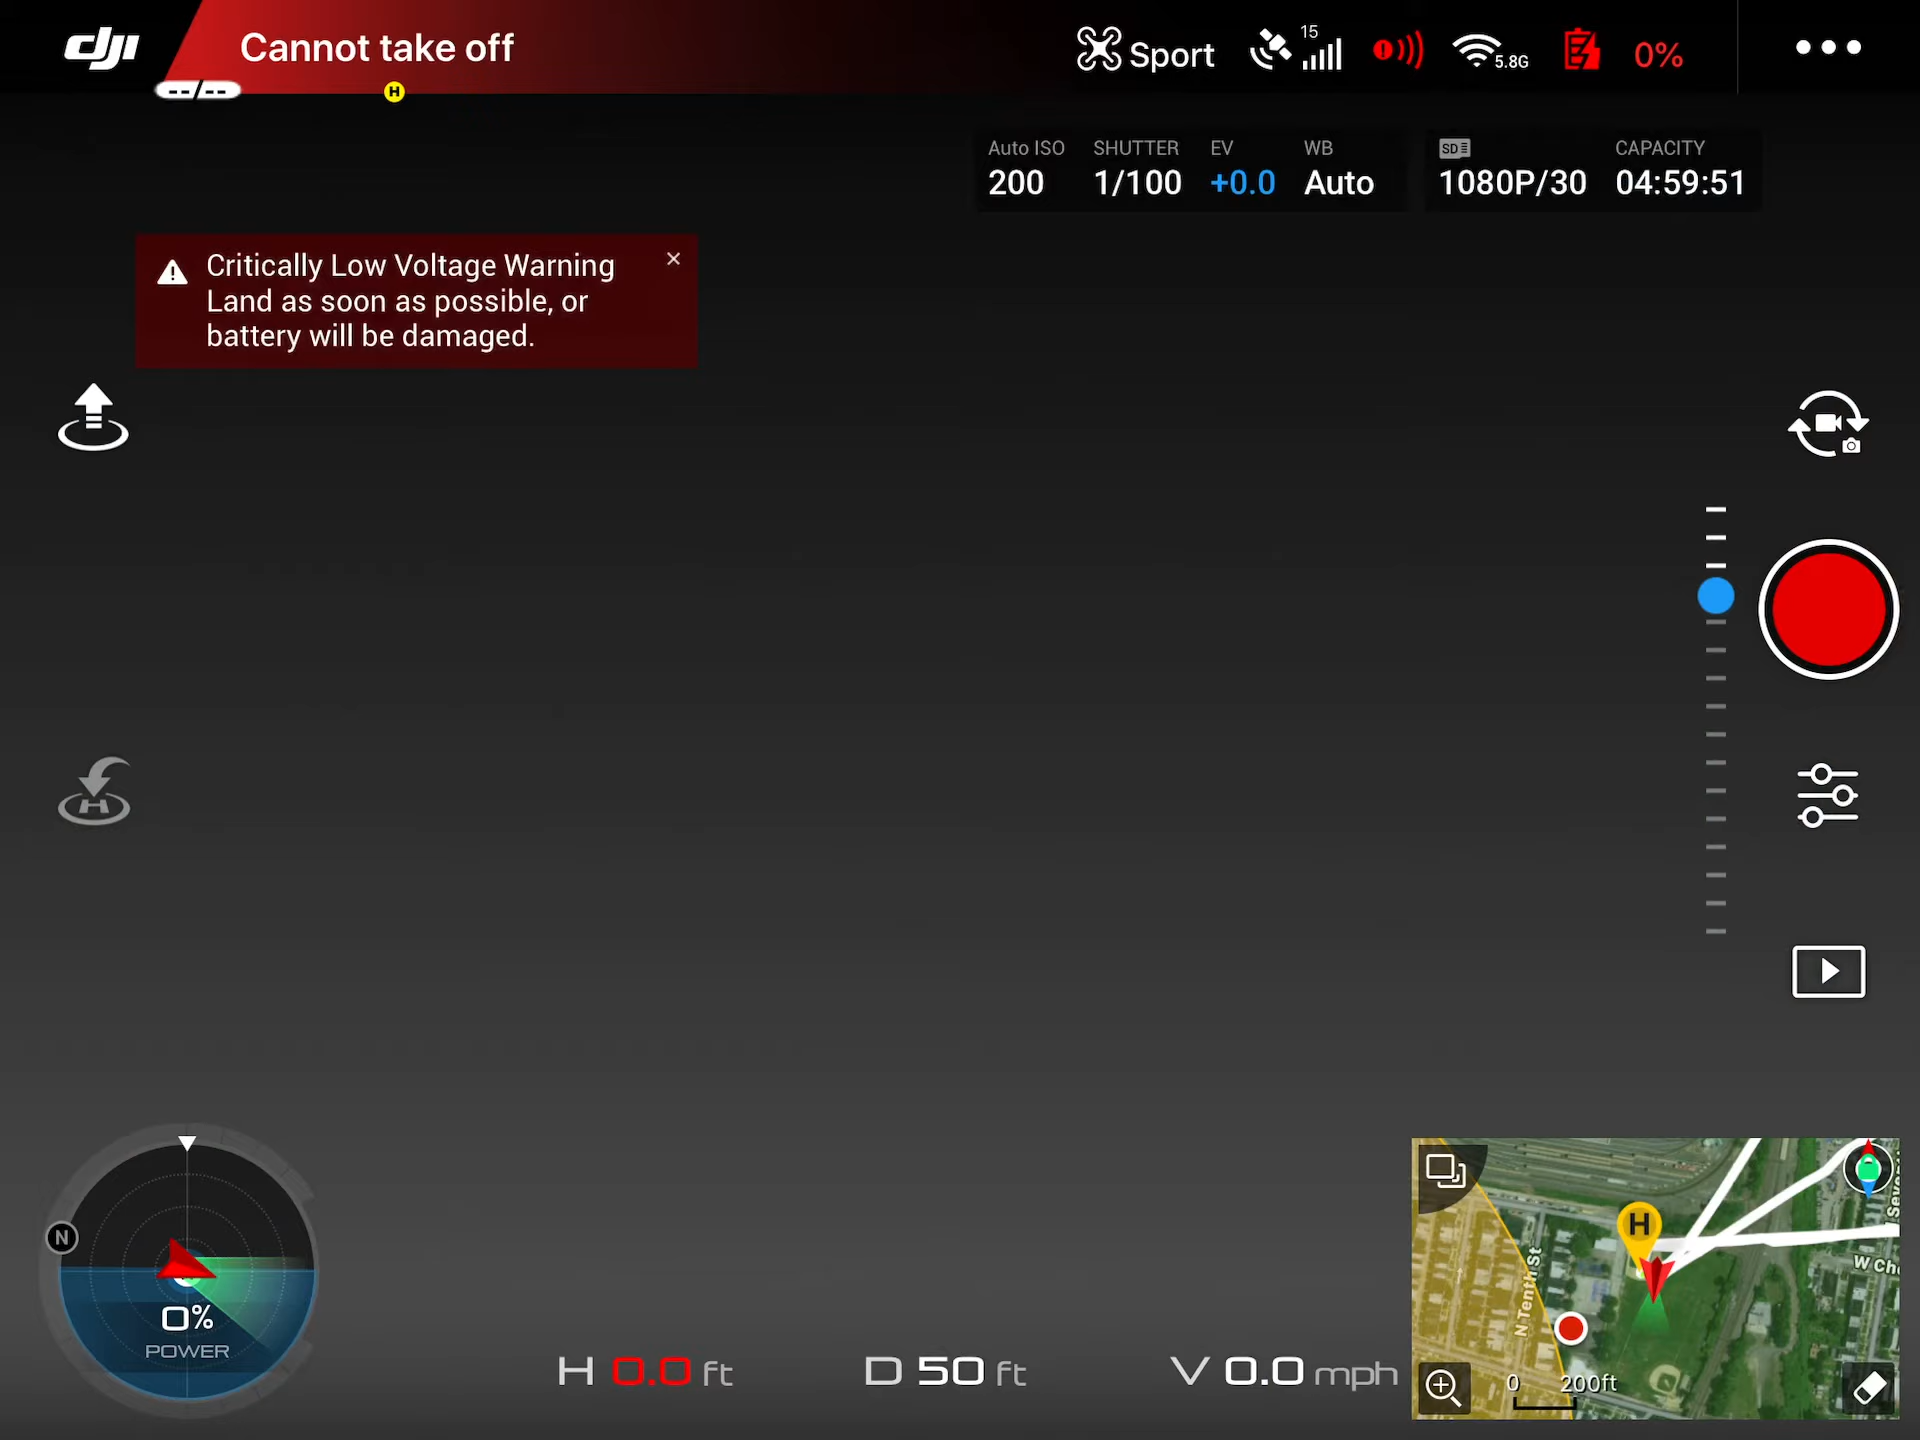 dji
Cannot take off
--/--
H
Sport
15
5.8G
0%
Auto ISO
SHUTTER
EV
WB
200
1/100
+0.0
Auto
SD
CAPACITY
1080P/30
04:59:51
Critically Low Voltage Warning
Land as soon as possible, or
battery will be damaged.
H
N
0%
POWER
H 0.0 ft
D 50 ft
V 0.0 mph
H
N Tenth St
W Ch
0
200ft